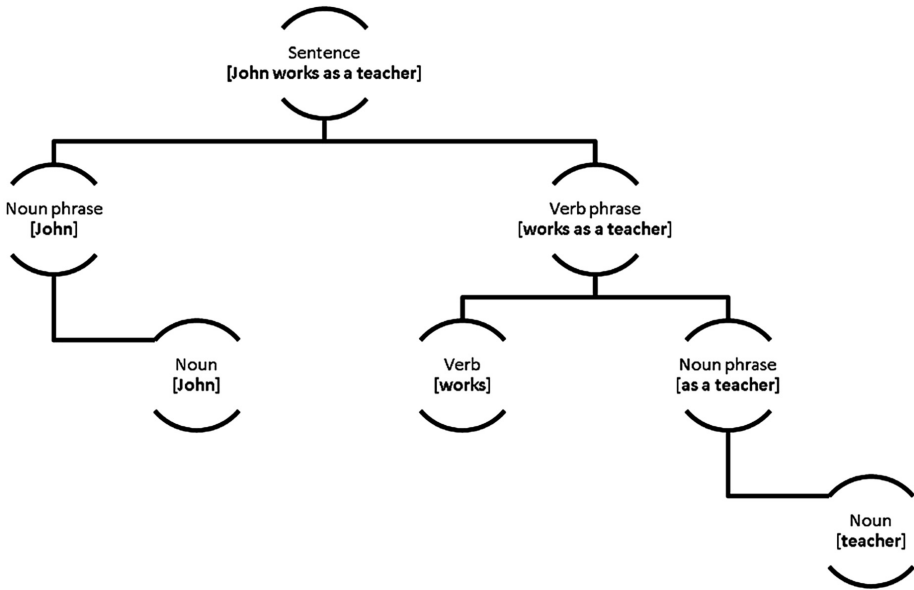 Sentence
[John works as a teacher]
Noun phrase
[John]
Verb phrase
[works as a teacher]
Noun
[John]
Verb
[works]
Noun phrase
[as a teacher]
Noun
[teacher]